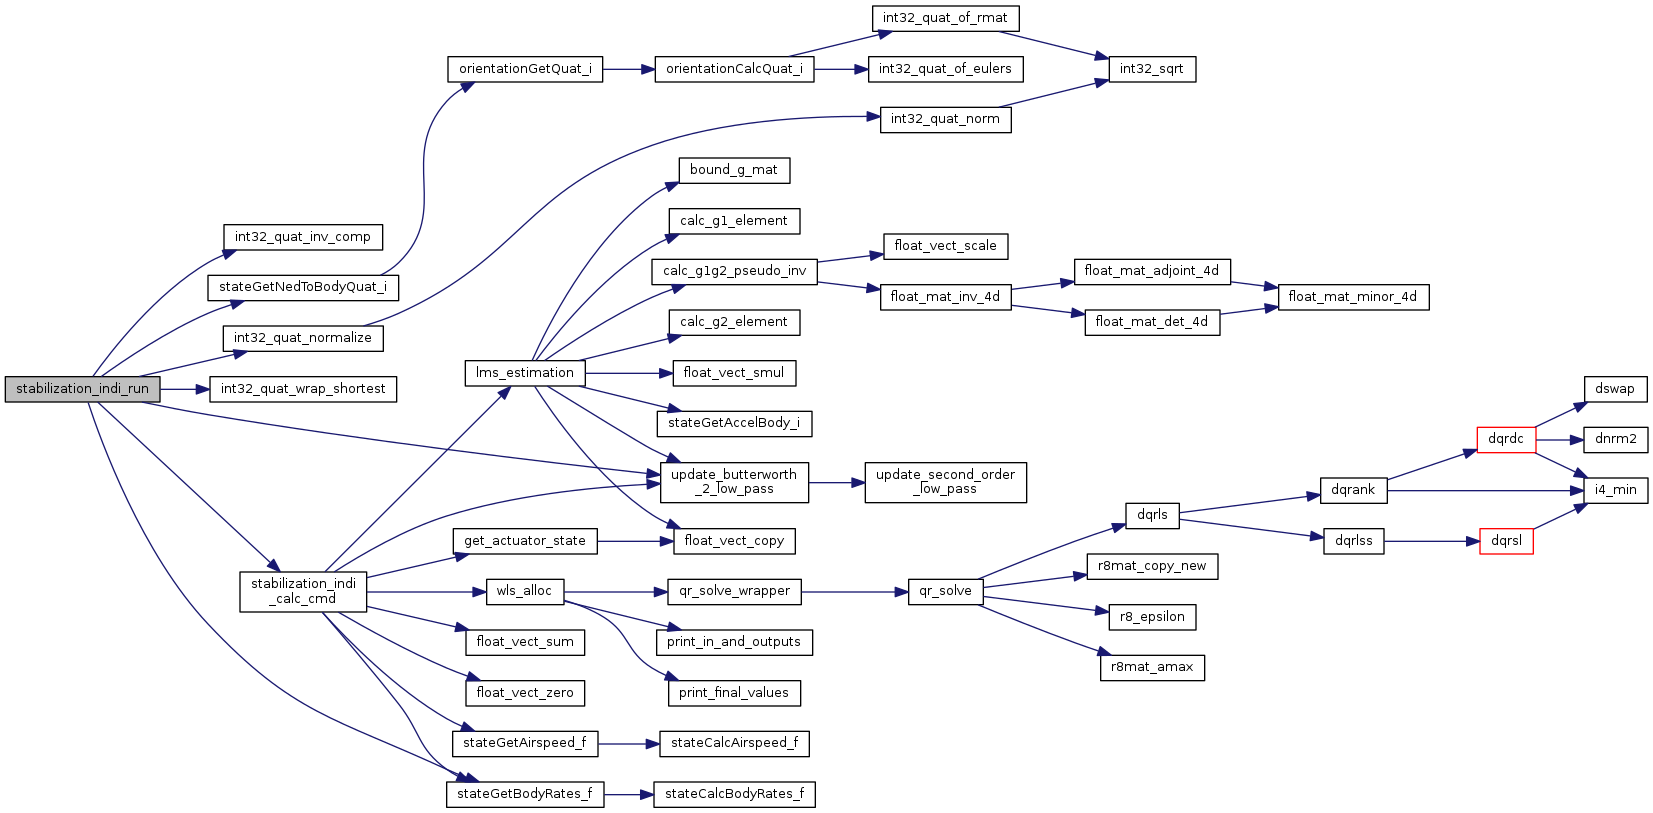 int32_quat_of_rmat
orientationGetQuat_i
orientationCalcQuat_i
int32_quat_of_eulers
int32_sqrt
int32_quat_norm
bound_g_mat
calc_g1_element
int32_quat_inv_comp
float_vect_scale
calc_g1g2_pseudo_inv
float_mat_adjoint_4d
stateGetNedToBodyQuat_i
float_mat_inv_4d
float_mat_minor_4d
calc_g2_element
float_mat_det_4d
int32_quat_normalize
lms_estimation
float_vect_smul
stabilization_indi_run
int32_quat_wrap_shortest
dswap
stateGetAccelBody_i
dqrdc
dnrm2
update_butterworth
_2_low_pass
update_second_order
_low_pass
dqrank
i4_min
dqrls
get_actuator_state
float_vect_copy
dqrlss
dqrsl
r8mat_copy_new
stabilization_indi
_calc_cmd
wls_alloc
qr_solve_wrapper
qr_solve
r8_epsilon
float_vect_sum
print_in_and_outputs
r8mat_amax
float_vect_zero
print_final_values
stateGetAirspeed_f
stateCalcAirspeed_f
stateGetBodyRates_f
stateCalcBodyRates_f